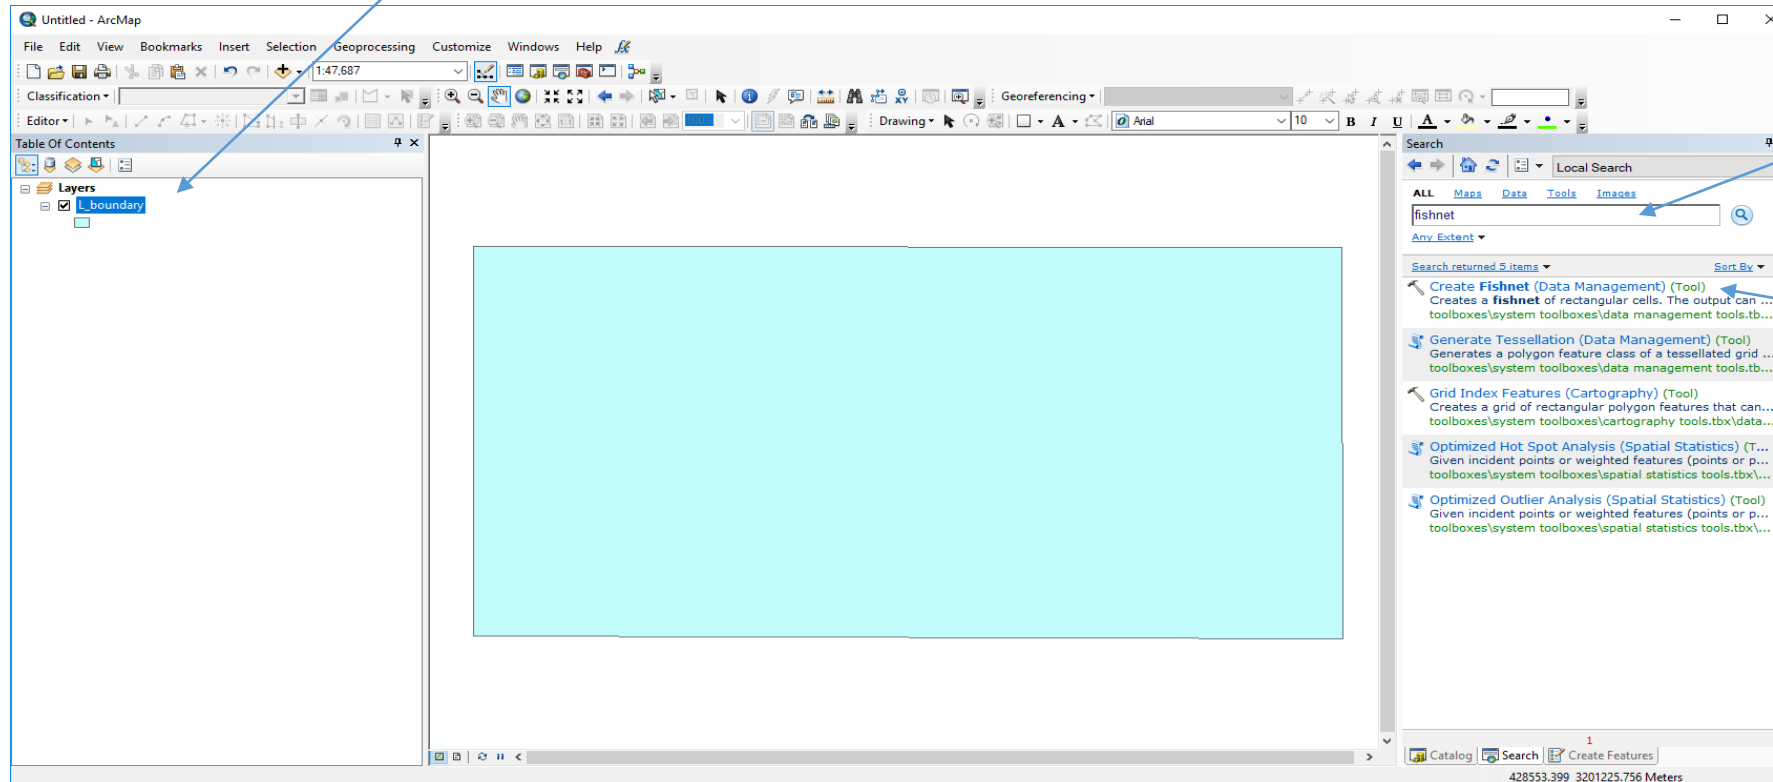 Untitled - ArcMap
File Edit View Bookmarks Insert Selection Geoprocessing Customize Windows Help
1:47,687
Classification Georeferencing
Editor 100% Drawing Arial 10 B I U A
Table Of Contents
Layers
L_boundary
Search
Local Search
ALL Maps Data Tools Images
fishnet
Any Extent
Search returned 5 items Sort By
Create Fishnet (Data Management) (Tool)
Creates a fishnet of rectangular cells. The output can ...
toolboxes\system toolboxes\data management tools.tb...
Generate Tessellation (Data Management) (Tool)
Generates a polygon feature class of a tessellated grid ...
toolboxes\system toolboxes\data management tools.tb...
Grid Index Features (Cartography) (Tool)
Creates a grid of rectangular polygon features that can...
toolboxes\system toolboxes\cartography tools.tbx\data...
Optimized Hot Spot Analysis (Spatial Statistics) (T...
Given incident points or weighted features (points or p...
toolboxes\system toolboxes\spatial statistics tools.tbx\...
Optimized Outlier Analysis (Spatial Statistics) (Tool)
Given incident points or weighted features (points or p...
toolboxes\system toolboxes\spatial statistics tools.tbx\...
1
Catalog Search Create Features
428553.399 3201225.756 Meters